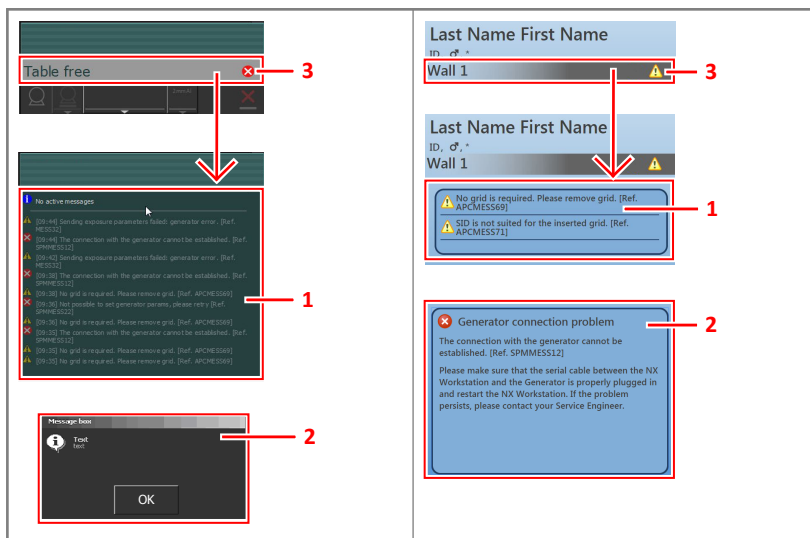 Table free
3
Zoom At
No active messages
[09:44] Sending exposure parameters failed: generator error. [Ref.
MESS32]
[09:44] The connection with the generator cannot be established. [Ref.
SPMMESS12]
[09:42] Sending exposure parameters failed: generator error. [Ref.
MESS32]
[09:38] The connection with the generator cannot be established. [Ref.
SPMMESS12]
[09:38] No grid is required. Please remove grid. [Ref. APCMESS69]
[09:36] Not possible to set generator params, please retry [Ref.
SPMMESS22]
[09:36] No grid is required. Please remove grid. [Ref. APCMESS69]
[09:35] The connection with the generator cannot be established. [Ref.
SPMMESS12]
[09:35] No grid is required. Please remove grid. [Ref. APCMESS69]
[09:35] No grid is required. Please remove grid. [Ref. APCMESS69]
1
Message box
Text
text
OK
2
Last Name First Name
ID, ♂, *
Wall 1
3
Last Name First Name
ID, ♂, *
Wall 1
No grid is required. Please remove grid. [Ref.
APCMESS69]
SID is not suited for the inserted grid. [Ref.
APCMESS71]
1
Generator connection problem
The connection with the generator cannot be
established. [Ref. SPMMESS12]
Please make sure that the serial cable between the NX
Workstation and the Generator is properly plugged in
and restart the NX Workstation. If the problem
persists, please contact your Service Engineer.
2